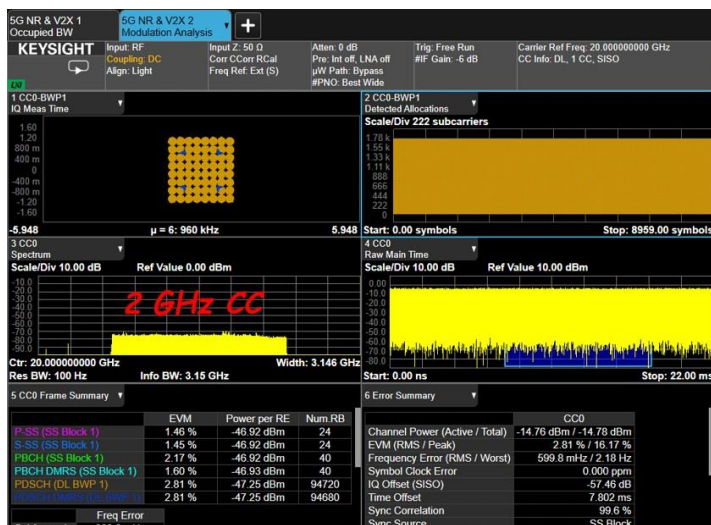 5G NR & V2X 1
Occupied BW
5G NR & V2X 2
Modulation Analysis
KEYSIGHT
LXI
Input: RF
Coupling: DC
Align: Light
Input Z: 50 Ω
Corr CCorr RCal
Freq Ref: Ext (S)
Atten: 0 dB
Pre: Int off, LNA off
µW Path: Bypass
#PNO: Best Wide
Trig: Free Run
#IF Gain: -6 dB
Carrier Ref Freq: 20.000000000 GHz
CC Info: DL, 1 CC, SISO
1 CC0-BWP1
IQ Meas Time
1.60
1.20
800 m
400 m
0
-400 m
-800 m
-1.20
-1.60
-5.948 µ = 6: 960 kHz 5.948
2 CC0-BWP1
Detected Allocations
Scale/Div 222 subcarriers
1.78 k
1.55 k
1.33 k
1.11 k
888
666
444
222
0
Start: 0.00 symbols Stop: 8959.00 symbols
3 CC0
Spectrum
Scale/Div 10.00 dB Ref Value 0.00 dBm
-10.0
-20.0
-30.0
-40.0
-50.0
-60.0
-70.0
-80.0
-90.0
2 GHz CC
Ctr: 20.000000000 GHz Width: 3.146 GHz
Res BW: 100 Hz Info BW: 3.15 GHz
4 CC0
Raw Main Time
Scale/Div 10.00 dB Ref Value 10.00 dBm
0.00
-10.0
-20.0
-30.0
-40.0
-50.0
-60.0
-70.0
-80.0
Start: 0.00 ns Stop: 22.00 ms
5 CC0 Frame Summary
EVM Power per RE Num.RB
P-SS (SS Block 1) 1.46 % -46.92 dBm 24
S-SS (SS Block 1) 1.45 % -46.92 dBm 24
PBCH (SS Block 1) 2.17 % -46.92 dBm 40
PBCH DMRS (SS Block 1) 1.60 % -46.93 dBm 40
PDSCH (DL BWP 1) 2.81 % -47.25 dBm 94720
PDSCH DMRS (DL BWP 1) 2.81 % -47.25 dBm 94680
Freq Error
6 Error Summary
CC0
Channel Power (Active / Total) -14.76 dBm / -14.78 dBm
EVM (RMS / Peak) 2.81 % / 16.17 %
Frequency Error (RMS / Worst) 599.8 mHz / 2.18 Hz
Symbol Clock Error 0.000 ppm
IQ Offset (SISO) -57.46 dB
Time Offset 7.802 ms
Sync Correlation 99.6 %
Sync Source SS Block